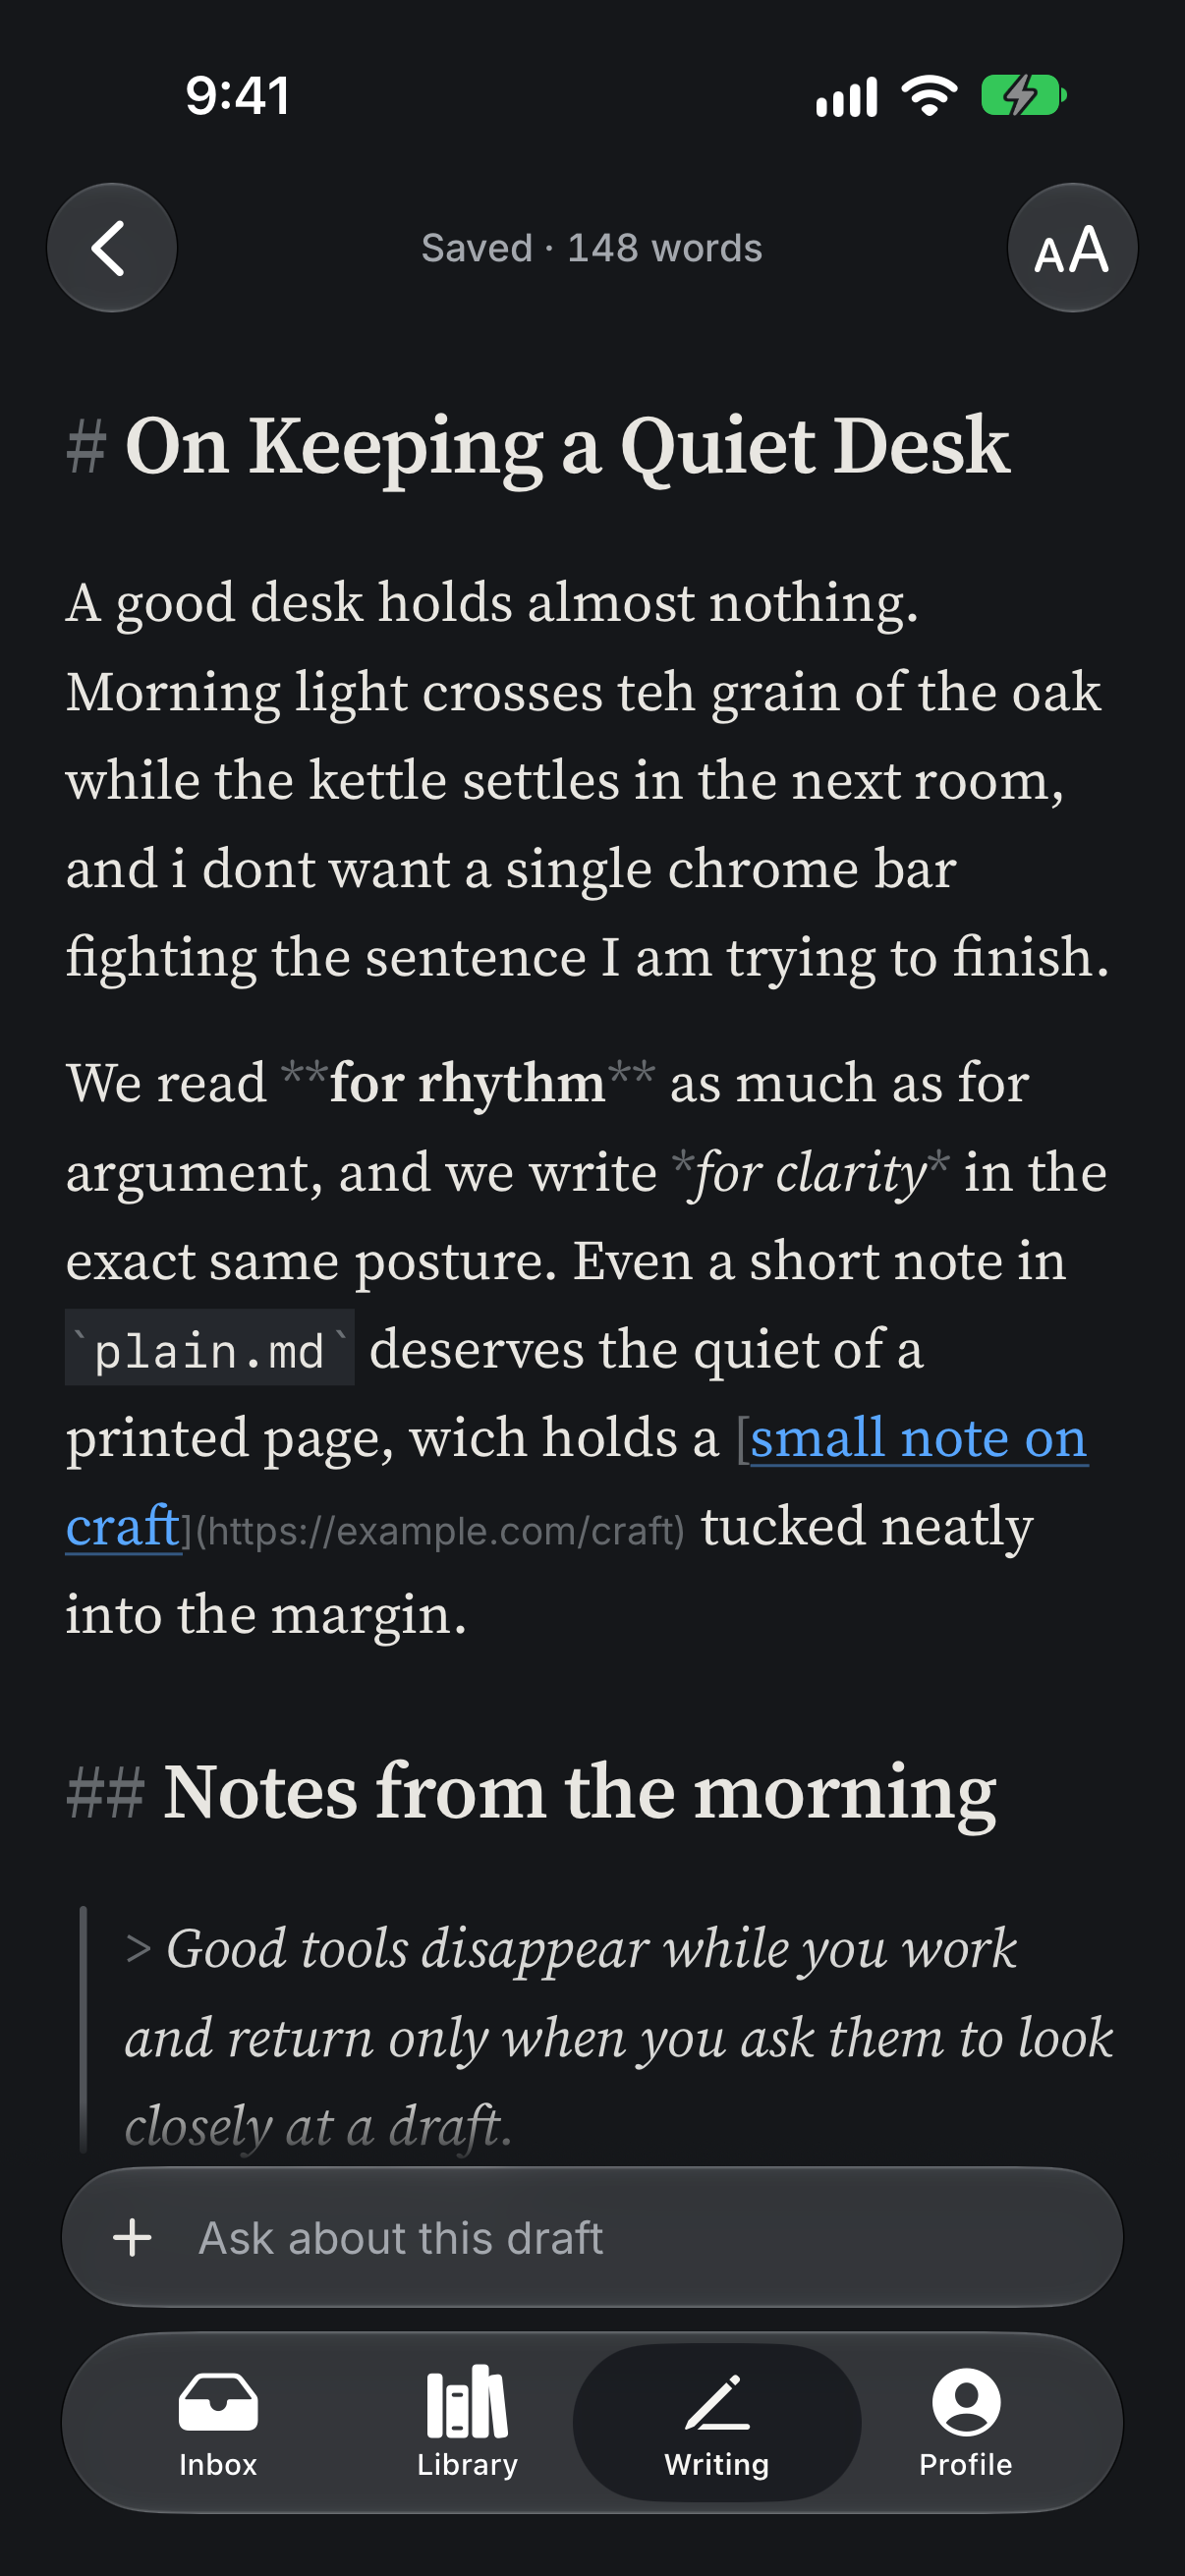 9:41
Saved · 148 words
AA
# On Keeping a Quiet Desk
A good desk holds almost nothing.
Morning light crosses teh grain of the oak
while the kettle settles in the next room,
and i dont want a single chrome bar
fighting the sentence I am trying to finish.
We read **for rhythm** as much as for
argument, and we write *for clarity* in the
exact same posture. Even a short note in
`plain.md` deserves the quiet of a
printed page, wich holds a [small note on
craft](https://example.com/craft) tucked neatly
into the margin.
## Notes from the morning
> Good tools disappear while you work
and return only when you ask them to look
closely at a draft.
+ Ask about this draft
Inbox Library Writing Profile